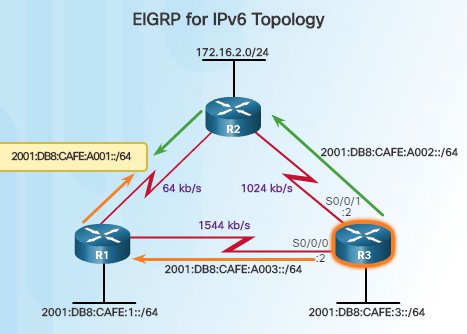 EIGRP for IPv6 Topology
172.16.2.0/24
R2
2001:DB8:CAFE:A001::/64
2001:DB8:CAFE:A002::/64
64 kb/s
1024 kb/s
S0/0/1
:2
1544 kb/s
S0/0/0
R1
:2
R3
2001:DB8:CAFE:A003::/64
2001:DB8:CAFE:1::/64
2001:DB8:CAFE:3::/64